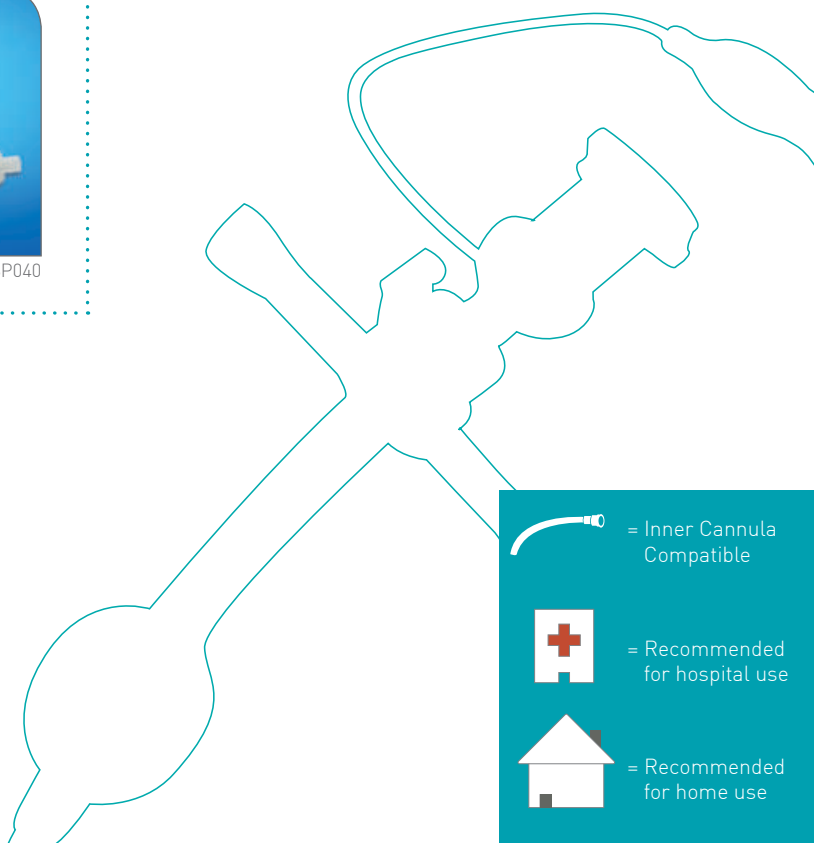 P040
= Inner Cannula
Compatible
= Recommended
for hospital use
= Recommended
for home use